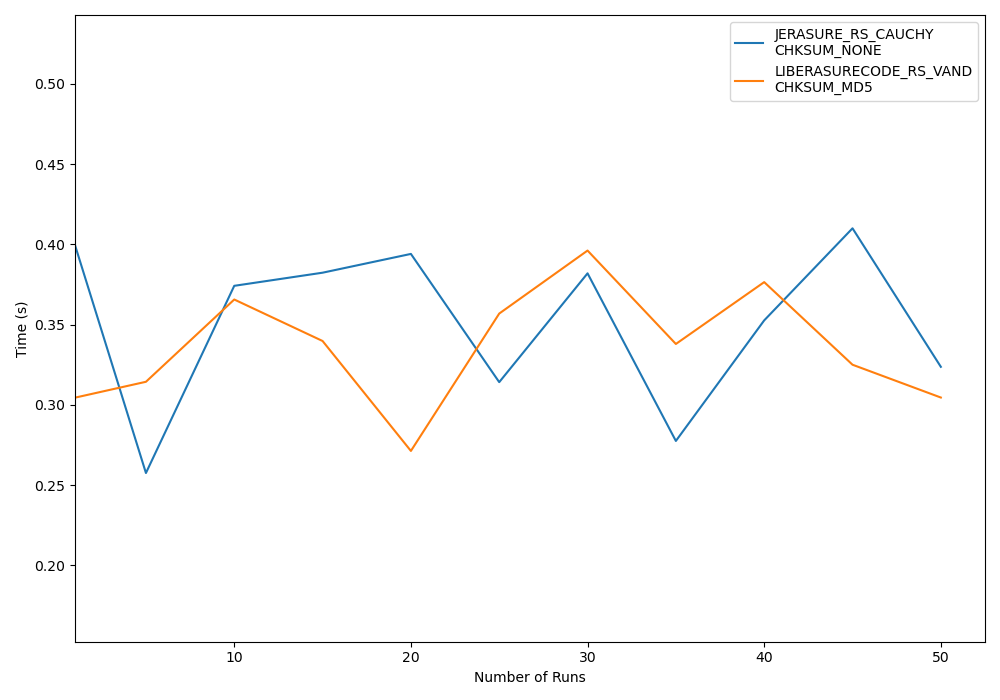 JERASURE_RS_CAUCHY
CHKSUM_NONE
LIBERASURECODE_RS_VAND
CHKSUM_MD5
0.50
0.45
0.40
0.35
0.30
0.25
0.20
Time (s)
10
20
30
40
50
Number of Runs